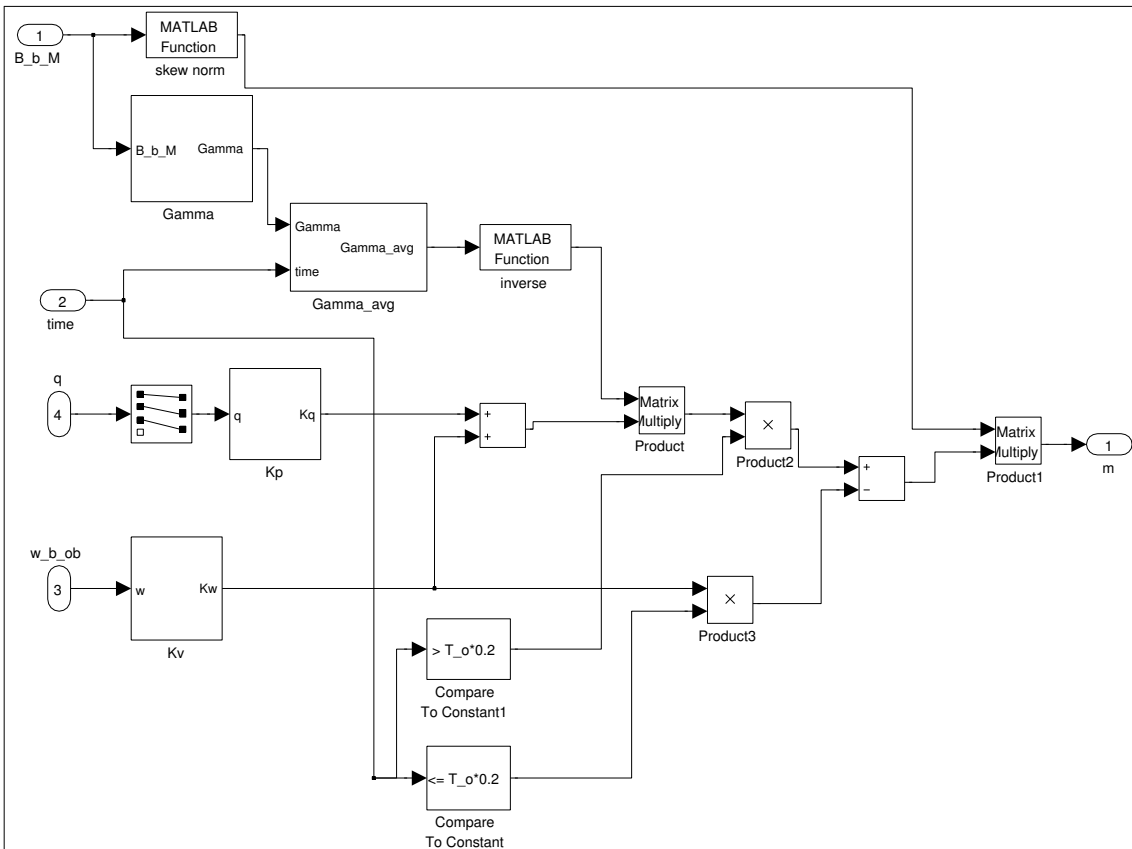 1
B_b_M
MATLAB
Function
skew norm
B_b_M
Gamma
Gamma
Gamma
Gamma_avg
time
Gamma_avg
MATLAB
Function
inverse
2
time
q
4
q
Kq
Kp
+
+
Matrix
Multiply
Product
×
Product2
+
−
Matrix
Multiply
Product1
1
m
w_b_ob
3
w
Kw
Kv
×
Product3
> T_o*0.2
Compare
To Constant1
<= T_o*0.2
Compare
To Constant